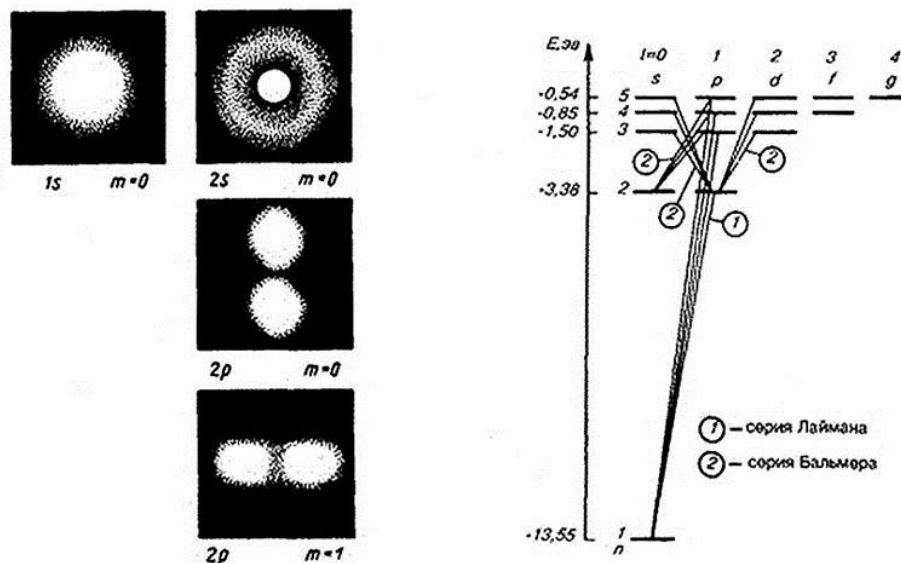 1s m=0
2s m=0
2p m=0
2p m=1
E,эв
l=0 1 2 3 4
s p d f g
-0,54 5
-0,85 4
-1,50 3
-3,38 2
2
2
2
1
1 – серия Лаймана
2 – серия Бальмера
-13,55 1
n